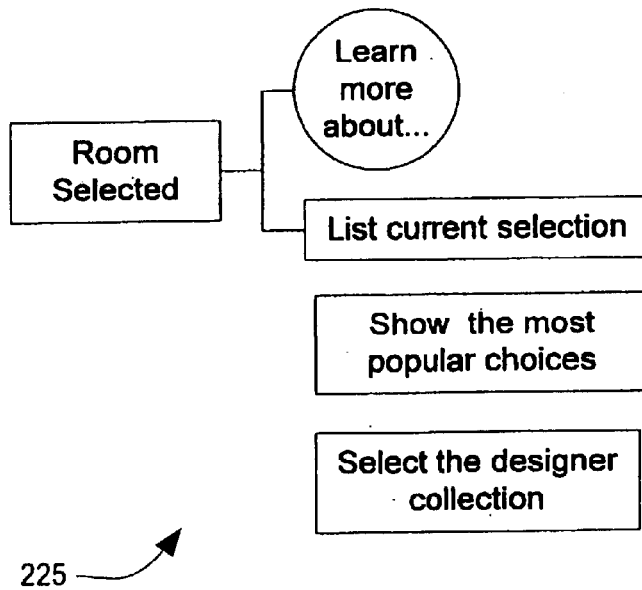 Learn
more
about...
Room
Selected
List current selection
Show the most
popular choices
Select the designer
collection
225